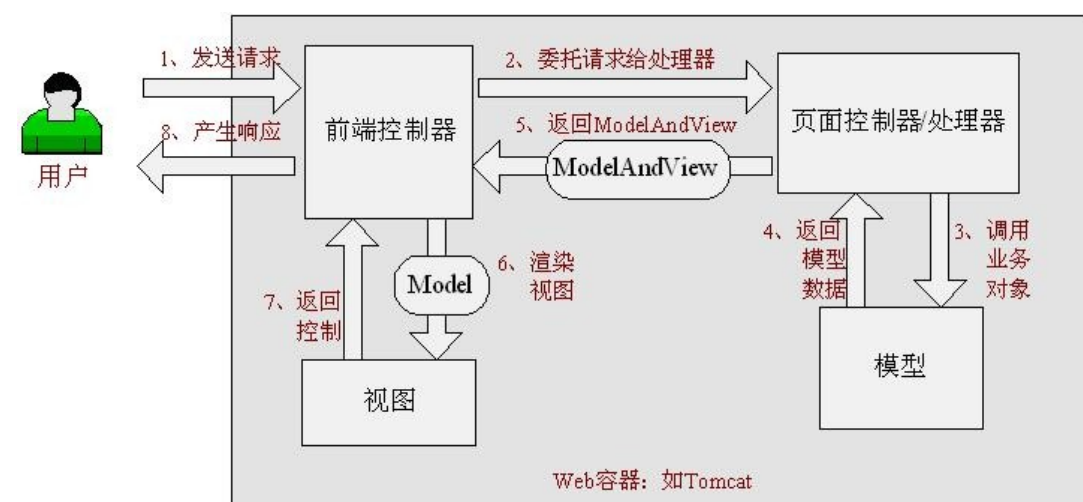 1、发送请求
2、委托请求给处理器
前端控制器
页面控制器/处理器
8、产生响应
5、返回ModelAndView
ModelAndView
用户
4、返回
模型
数据
3、调用
业务
对象
6、渲染
视图
Model
7、返回
控制
视图
模型
Web容器：如Tomcat